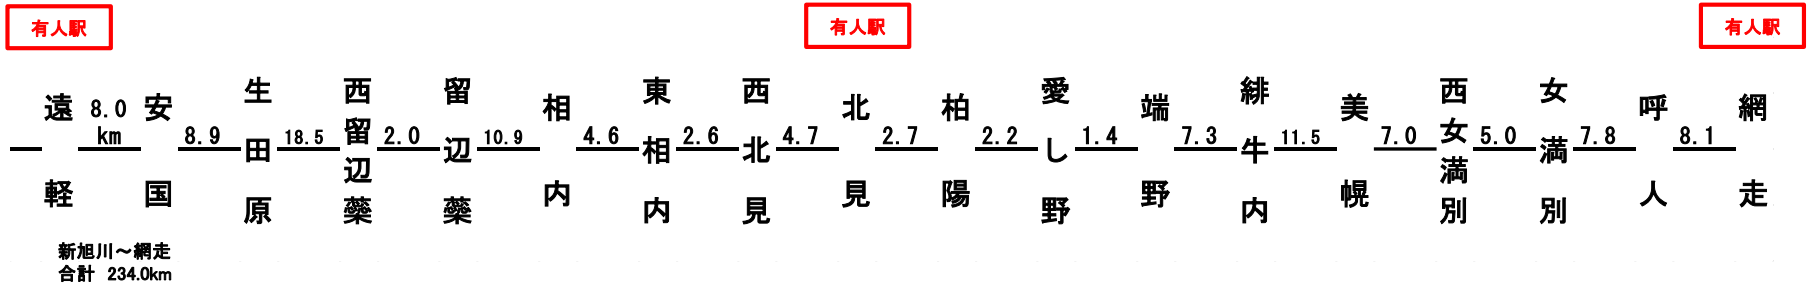 有人駅 有人駅 有人駅
遠軽 8.0km 安国 8.9 生田原 18.5 西留辺蘂 2.0 留辺蘂 10.9 相内 4.6 東相内 2.6 西北見 4.7 北見 2.7 柏陽 2.2 愛し野 1.4 端野 7.3 緋牛内 11.5 美幌 7.0 西女満別 5.0 女満別 7.8 呼人 8.1 網走
新旭川～網走
合計 234.0km